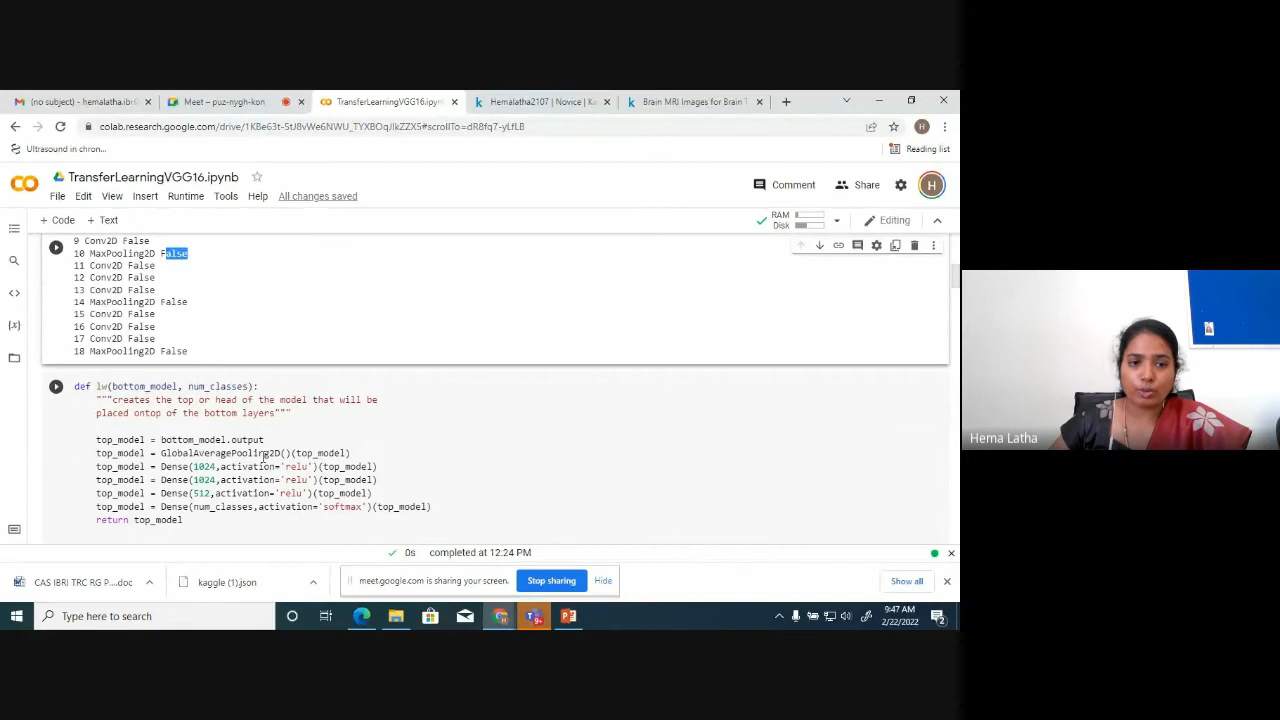 (no subject) - hemalatha.ibri
Meet – puz-nygh-kon
TransferLearningVGG16.ipynb
Hemalatha2107 | Novice | Ka
Brain MRI Images for Brain T
colab.research.google.com/drive/1KBe63t-5tJ8vWe6NWU_TYXBOqJlkZZX5#scrollTo=dR8fq7-yLfLB
H
Ultrasound in chron...
Reading list
TransferLearningVGG16.ipynb
File Edit View Insert Runtime Tools Help All changes saved
Comment Share H
+ Code + Text
RAM
Disk
Editing
9 Conv2D False
10 MaxPooling2D False
11 Conv2D False
12 Conv2D False
13 Conv2D False
14 MaxPooling2D False
15 Conv2D False
16 Conv2D False
17 Conv2D False
18 MaxPooling2D False
def lw(bottom_model, num_classes):
"""creates the top or head of the model that will be
placed ontop of the bottom layers"""
top_model = bottom_model.output
top_model = GlobalAveragePooling2D()(top_model)
top_model = Dense(1024,activation='relu')(top_model)
top_model = Dense(1024,activation='relu')(top_model)
top_model = Dense(512,activation='relu')(top_model)
top_model = Dense(num_classes,activation='softmax')(top_model)
return top_model
0s completed at 12:24 PM
CAS IBRI TRC RG P....doc
kaggle (1).json
meet.google.com is sharing your screen.
Stop sharing
Hide
Show all
Type here to search
9:47 AM
2/22/2022
Hema Latha